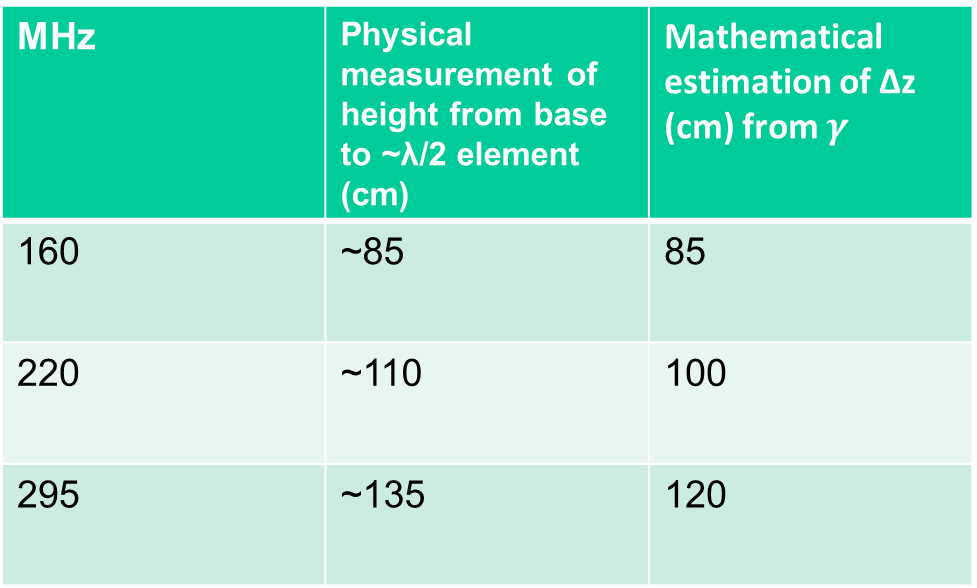 MHz
Physical
measurement of
height from base
to ~λ/2 element
(cm)
Mathematical
estimation of Δz
(cm) from γ
160
~85
85
220
~110
100
295
~135
120